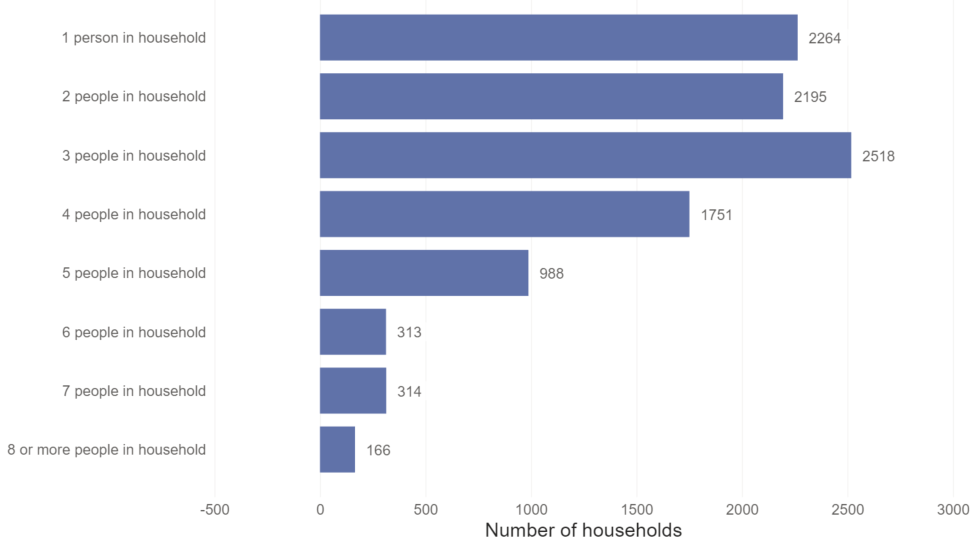 1 person in household 2264
2 people in household 2195
3 people in household 2518
4 people in household 1751
5 people in household 988
6 people in household 313
7 people in household 314
8 or more people in household 166
-500 0 500 1000 1500 2000 2500 3000
Number of households